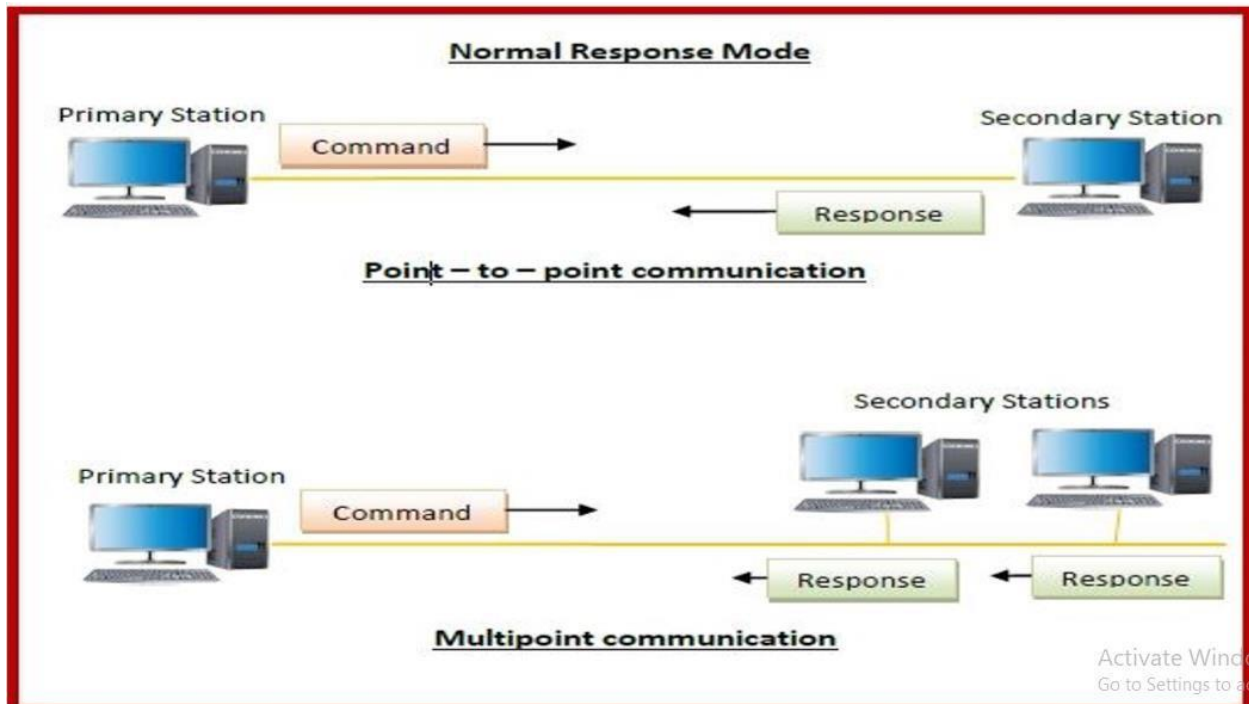 Normal Response Mode
Primary Station
Secondary Station
Command
Response
Point – to – point communication
Secondary Stations
Primary Station
Command
Response
Response
Multipoint communication
Activate Wind
Go to Settings to a